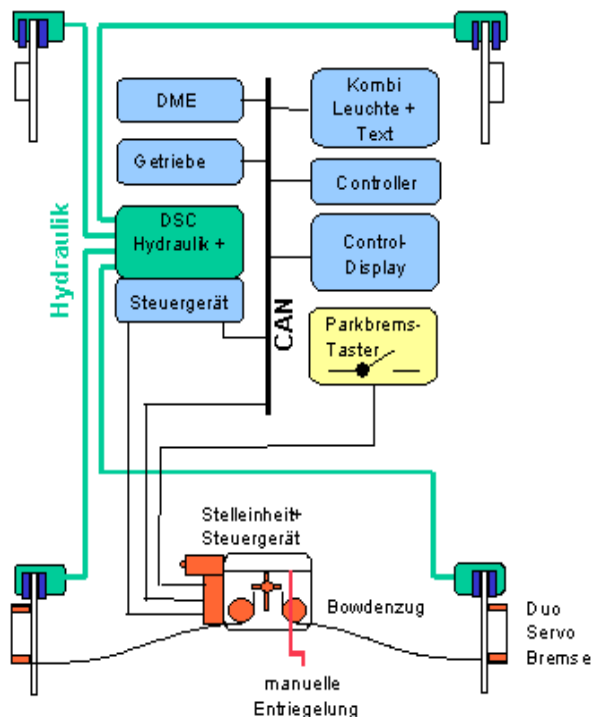 DME
Kombi
Leuchte +
Text
Getriebe
Controller
DSC
Hydraulik +
Control-
Display
Steuergerät
Hydraulik
CAN
Parkbrems-
Taster
Stelleinheit+
Steuergerät
Bowdenzug
Duo
Servo
Bremse
manuelle
Entriegelung